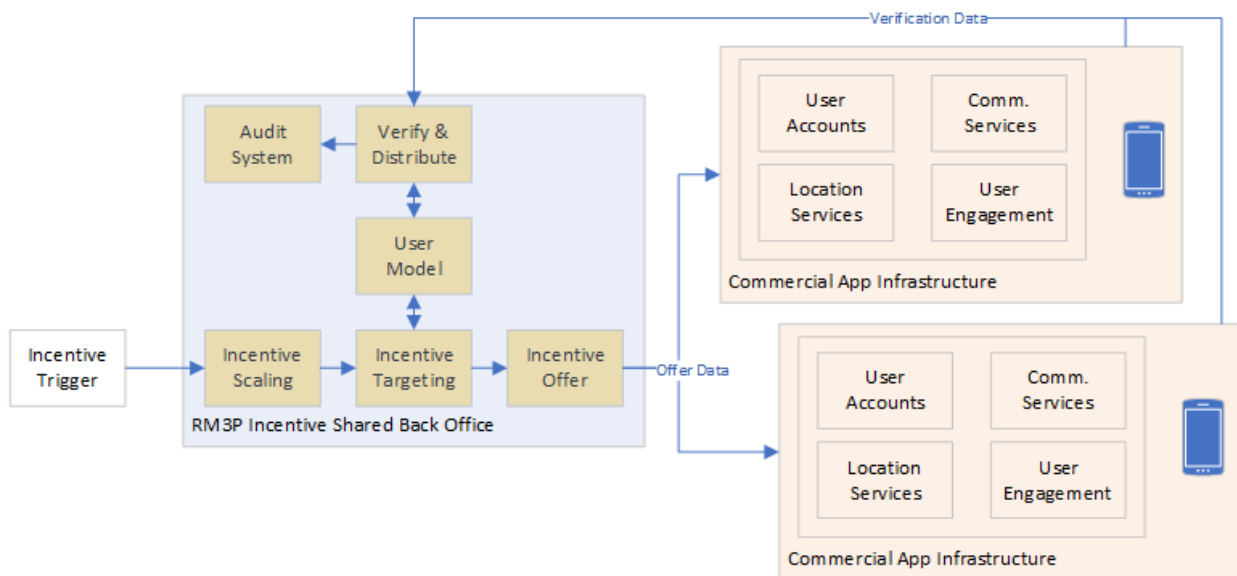 Verification Data
User
Accounts
Comm.
Services
Location
Services
User
Engagement
Commercial App Infrastructure
Audit
System
Verify &
Distribute
User
Model
Incentive
Trigger
Incentive
Scaling
Incentive
Targeting
Incentive
Offer
RM3P Incentive Shared Back Office
Offer Data
User
Accounts
Comm.
Services
Location
Services
User
Engagement
Commercial App Infrastructure